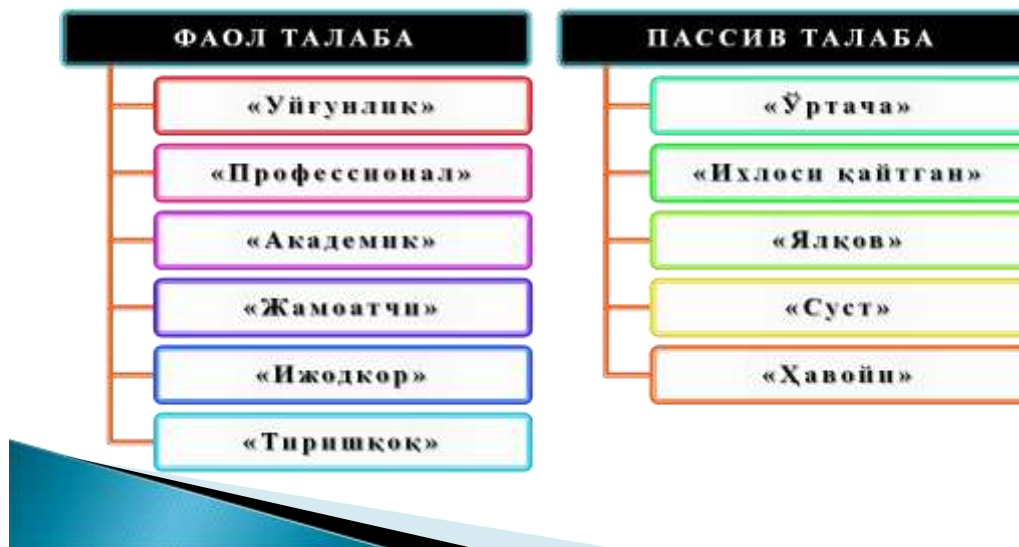 ФАОЛ ТАЛАБА
«Уйғунлик»
«Профессионал»
«Академик»
«Жамоатчи»
«Ижодкор»
«Тиришқоқ»
ПАССИВ ТАЛАБА
«Ўртача»
«Ихлоси қайтган»
«Ялқов»
«Суст»
«Ҳавойи»